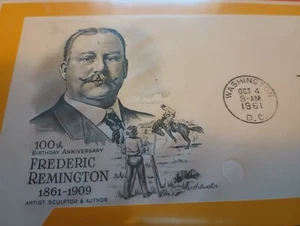 100th
BIRTHDAY ANNIVERSARY
FREDERIC
REMINGTON
1861-1909
ARTIST SCULPTOR & AUTHOR
WASHINGTON
OCT 4
9-AM
1961
D.C